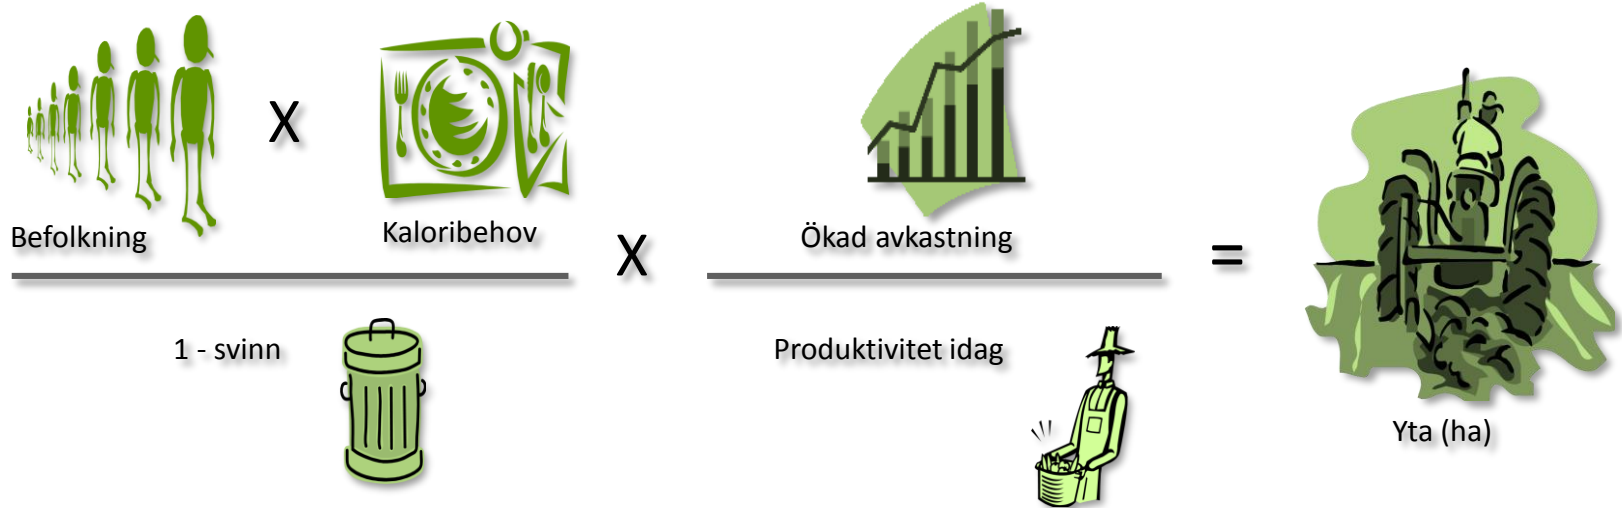 X
Befolkning
Kaloribehov
X
Ökad avkastning
=
1 - svinn
Produktivitet idag
Yta (ha)